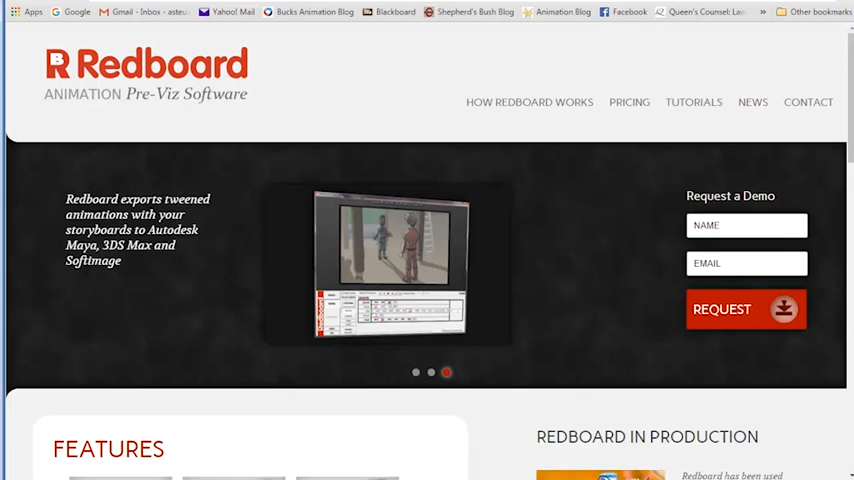 Apps Google Gmail - Inbox - asteu Yahoo! Mail Bucks Animation Blog Blackboard Shepherd's Bush Blog Animation Blog Facebook Queen's Counsel: La » Other bookmarks
Redboard
ANIMATION Pre-Viz Software
HOW REDBOARD WORKS PRICING TUTORIALS NEWS CONTACT
Redboard exports tweened
animations with your
storyboards to Autodesk
Maya, 3DS Max and
Softimage
Request a Demo
NAME
EMAIL
REQUEST
FEATURES
REDBOARD IN PRODUCTION
Redboard has been used